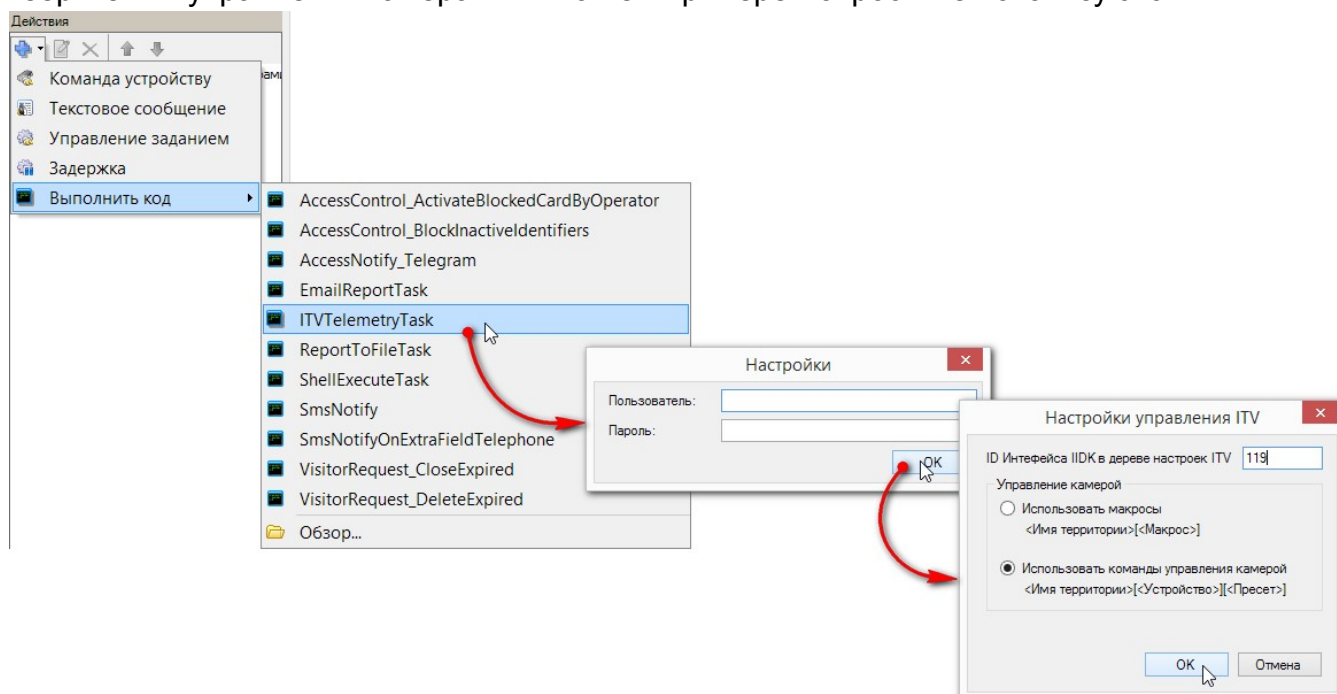 Действия
Команда устройству
Текстовое сообщение
Управление заданием
Задержка
Выполнить код
AccessControl_ActivateBlockedCardByOperator
AccessControl_BlockInactiveIdentifiers
AccessNotify_Telegram
EmailReportTask
ITVTelemetryTask
ReportToFileTask
ShellExecuteTask
SmsNotify
SmsNotifyOnExtraFieldTelephone
VisitorRequest_CloseExpired
VisitorRequest_DeleteExpired
Обзор...
Настройки
Пользователь:
Пароль:
OK
Настройки управления ITV
ID Интефейса IIDK в дереве настроек ITV 119
Управление камерой
Использовать макросы
<Имя территории>[<Макрос>]
Использовать команды управления камерой
<Имя территории>[<Устройство>][<Пресет>]
OK Отмена